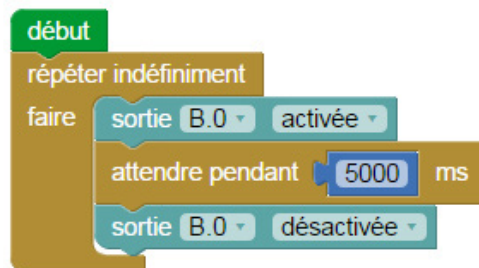 début
répéter indéfiniment
faire sortie B.0 activée
attendre pendant 5000 ms
sortie B.0 désactivée